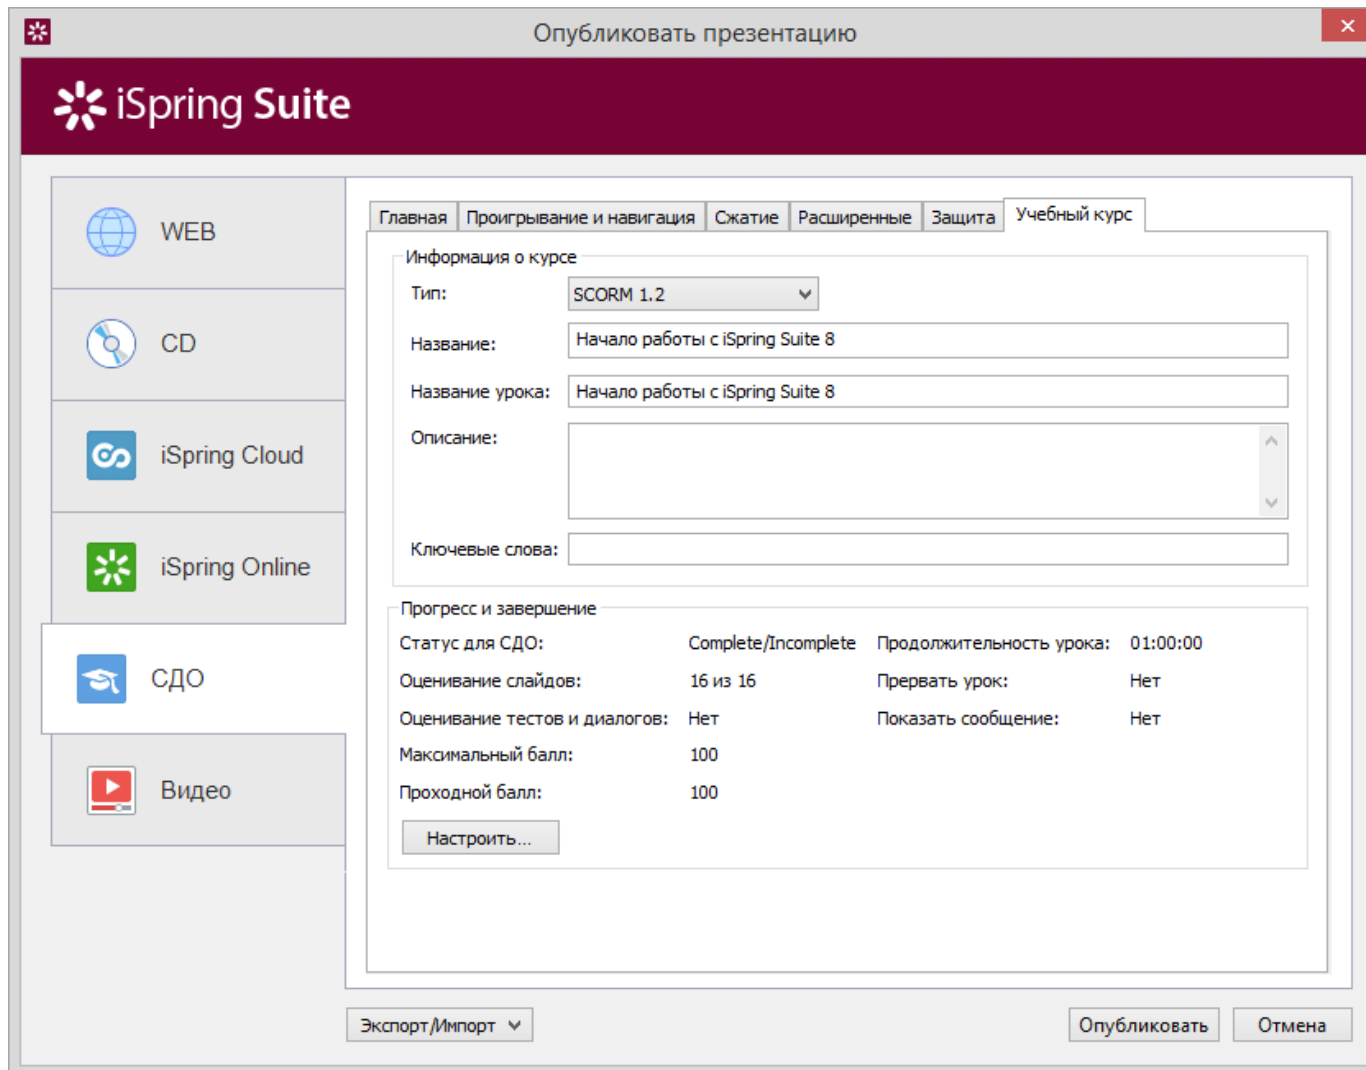 Опубликовать презентацию
iSpring Suite
WEB
CD
iSpring Cloud
iSpring Online
СДО
Видео
Главная Проигрывание и навигация Сжатие Расширенные Защита Учебный курс
Информация о курсе
Тип: SCORM 1.2
Название: Начало работы с iSpring Suite 8
Название урока: Начало работы с iSpring Suite 8
Описание:
Ключевые слова:
Прогресс и завершение
Статус для СДО: Complete/Incomplete Продолжительность урока: 01:00:00
Оценивание слайдов: 16 из 16 Прервать урок: Нет
Оценивание тестов и диалогов: Нет Показать сообщение: Нет
Максимальный балл: 100
Проходной балл: 100
Настроить...
Экспорт/Импорт Опубликовать Отмена